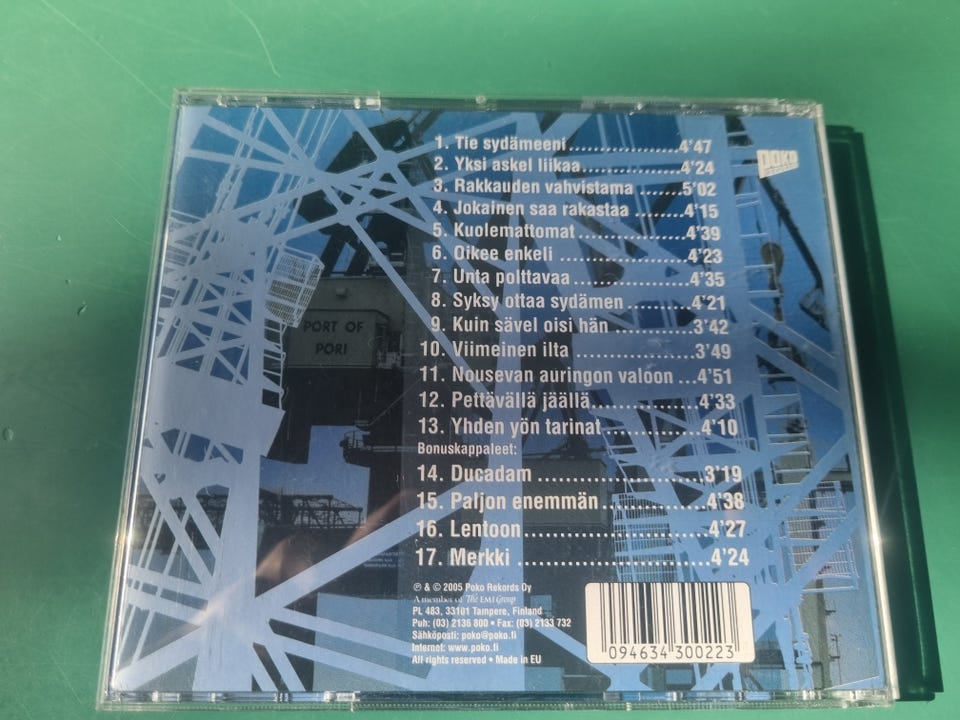 1. Tie sydämeeni....................4'47
2. Yksi askel liikaa..................4'24
3. Rakkauden vahvistama .......5'02
4. Jokainen saa rakastaa ........4'15
5. Kuolemattomat ..................4'39
6. Oikee enkeli ......................4'23
7. Unta polttavaa ...................4'35
8. Syksy ottaa sydämen ..........4'21
9. Kuin sävel oisi hän .............3'42
10. Viimeinen ilta ...................3'49
11. Nousevan auringon valoon ...4'51
12. Pettävällä jäällä.................4'33
13. Yhden yön tarinat ..............4'10
Bonuskappaleet:
14. Ducadam ........................3'19
15. Paljon enemmän ...............4'38
16. Lentoon...........................4'27
17. Merkki ............................4'24
POKO
PORT OF
PORI
℗ & © 2005 Poko Rekords Oy
A member of The EMI Group
PL 483, 33101 Tampere, Finland
Puh: (03) 2136 800 • Fax: (03) 2133 732
Sähköposti: poko@poko.fi
Internet: www.poko.fi
All rights reserved • Made in EU
094634 300223